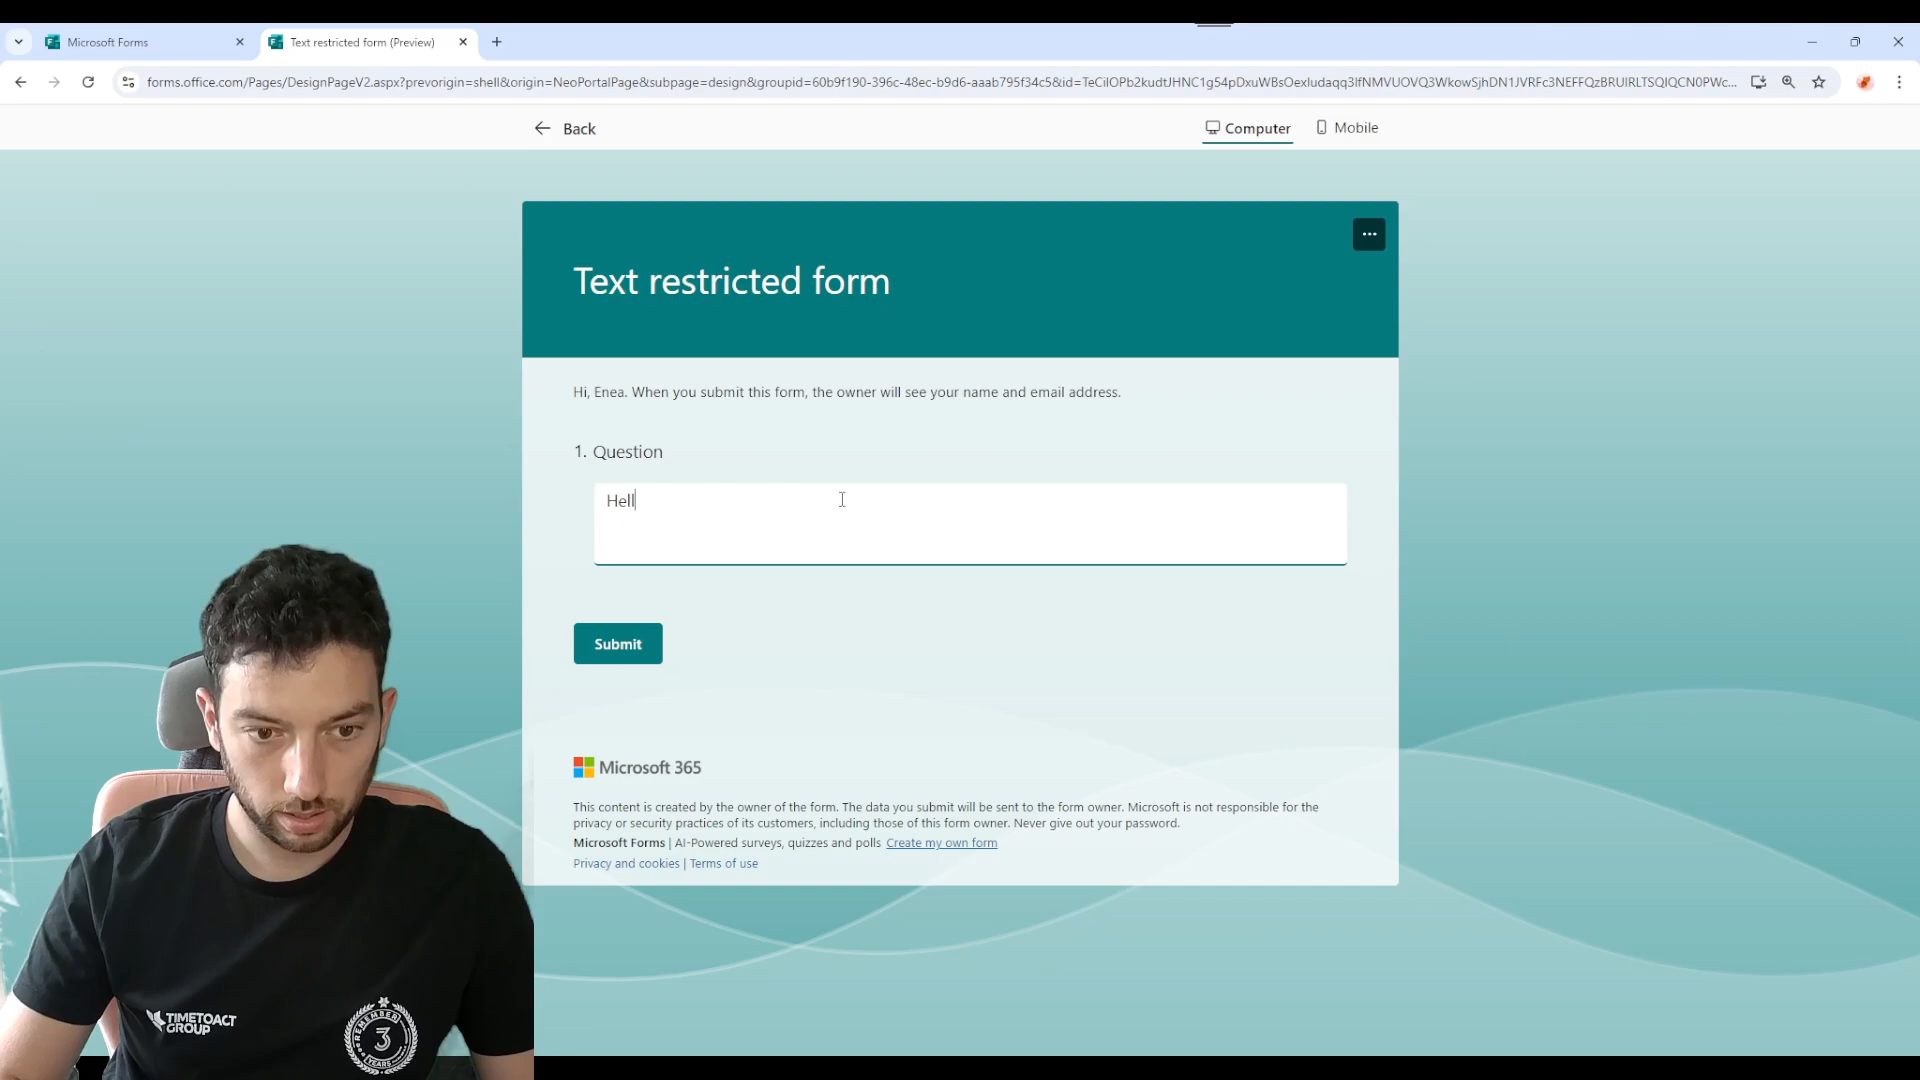 Microsoft Forms
Text restricted form (Preview)
forms.office.com/Pages/DesignPageV2.aspx?prevorigin=shell&origin=NeoPortalPage&subpage=design&groupid=60b9f190-396c-48ec-b9d6-aaab795f34c5&id=TeCilOPb2kudtJHNC1g54pDxuWBsOexIudaqq3lfNMVUOVQ3WkowSjhDN1JVRFc3NEFFQzBRUlRLTSQlQCN0PWc...
Back
Computer
Mobile
Text restricted form
Hi, Enea. When you submit this form, the owner will see your name and email address.
1. Question
Hell
Submit
Microsoft 365
This content is created by the owner of the form. The data you submit will be sent to the form owner. Microsoft is not responsible for the
privacy or security practices of its customers, including those of this form owner. Never give out your password.
Microsoft Forms | AI-Powered surveys, quizzes and polls Create my own form
Privacy and cookies | Terms of use
TIMETOACT
GROUP
REMEMBER
3
YEARS